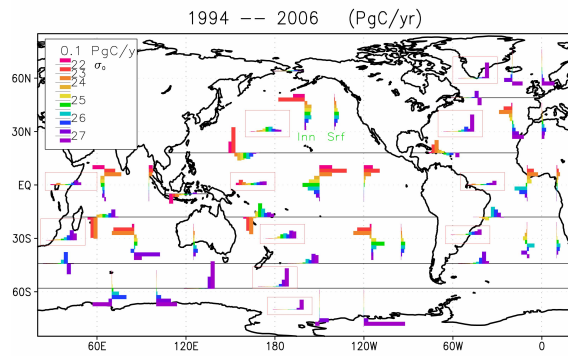 1994 -- 2006 (PgC/yr)
0.1 PgC/y
22 σ₀
23
24
25
26
27
60N
30N
EQ
30S
60S
Inn Srf
60E 120E 180 120W 60W 0